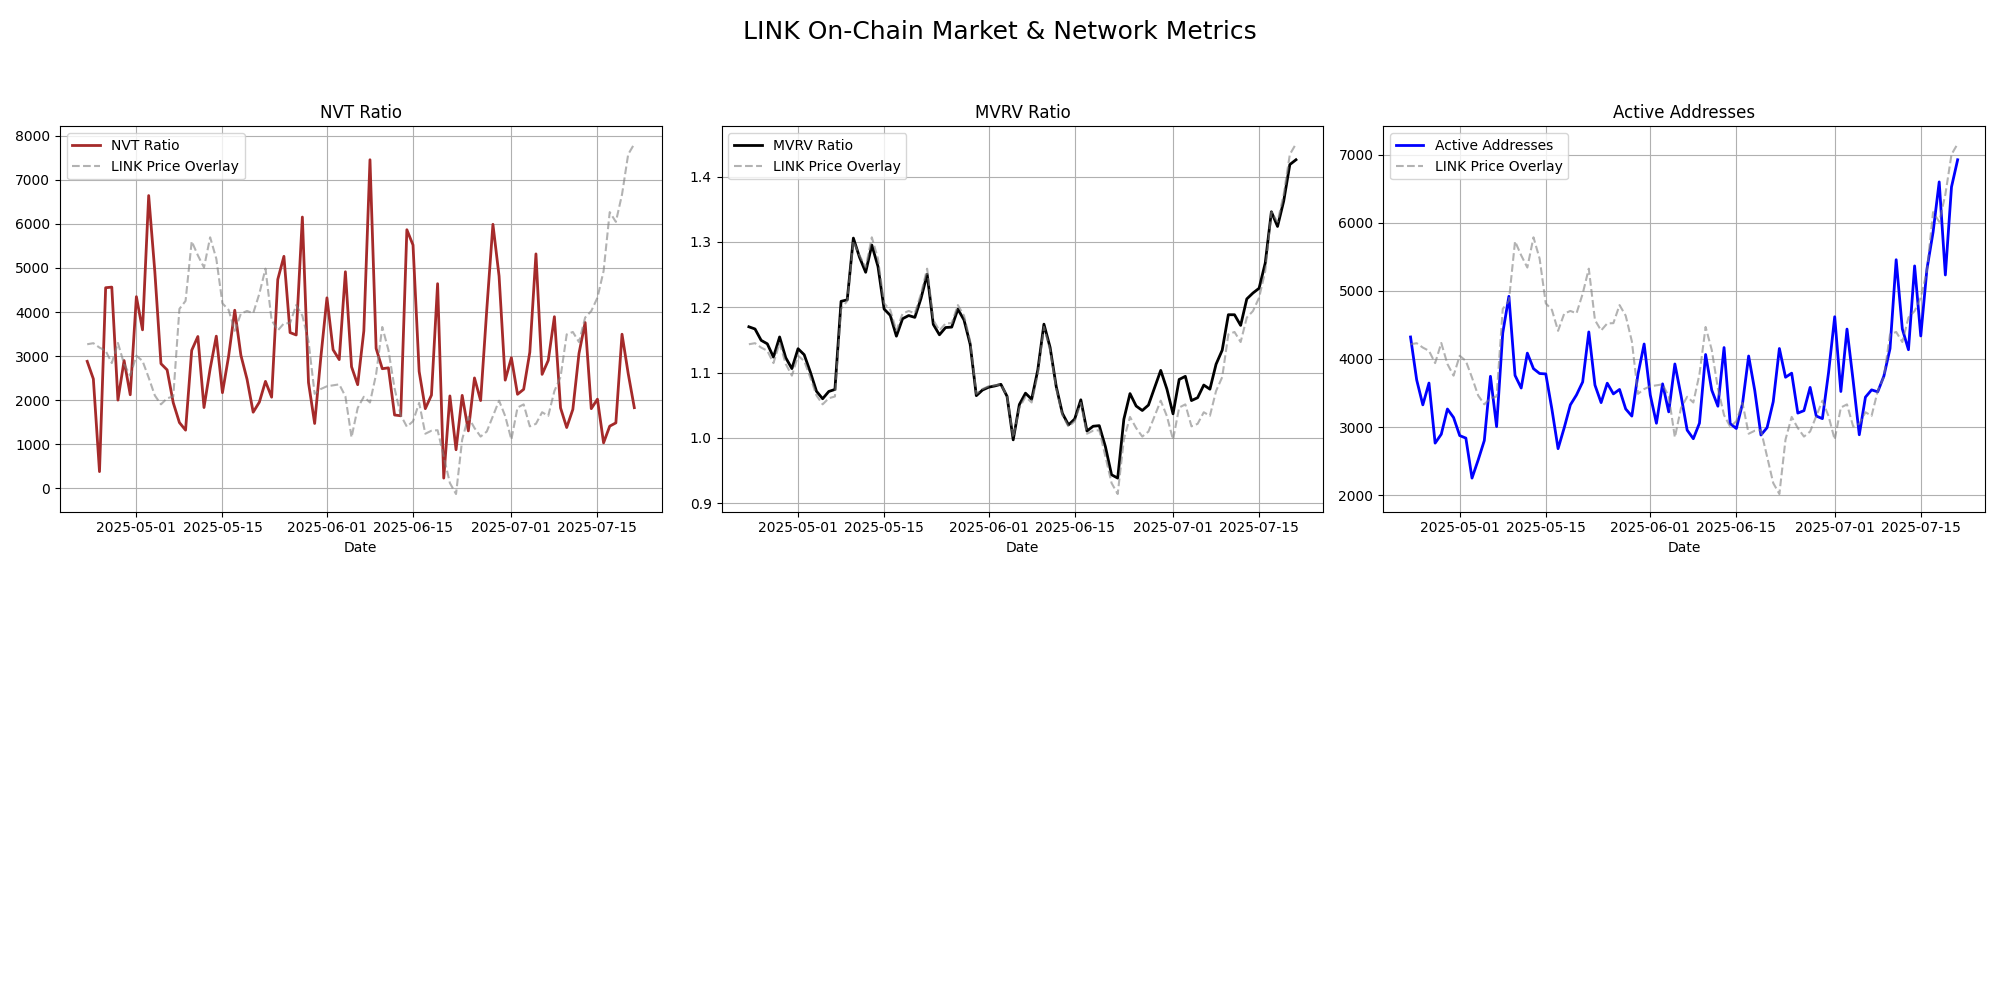 LINK On-Chain Market & Network Metrics
NVT Ratio
NVT Ratio
LINK Price Overlay
8000
7000
6000
5000
4000
3000
2000
1000
0
2025-05-01 2025-05-15 2025-06-01 2025-06-15 2025-07-01 2025-07-15
Date
MVRV Ratio
MVRV Ratio
LINK Price Overlay
1.4
1.3
1.2
1.1
1.0
0.9
2025-05-01 2025-05-15 2025-06-01 2025-06-15 2025-07-01 2025-07-15
Date
Active Addresses
Active Addresses
LINK Price Overlay
7000
6000
5000
4000
3000
2000
2025-05-01 2025-05-15 2025-06-01 2025-06-15 2025-07-01 2025-07-15
Date